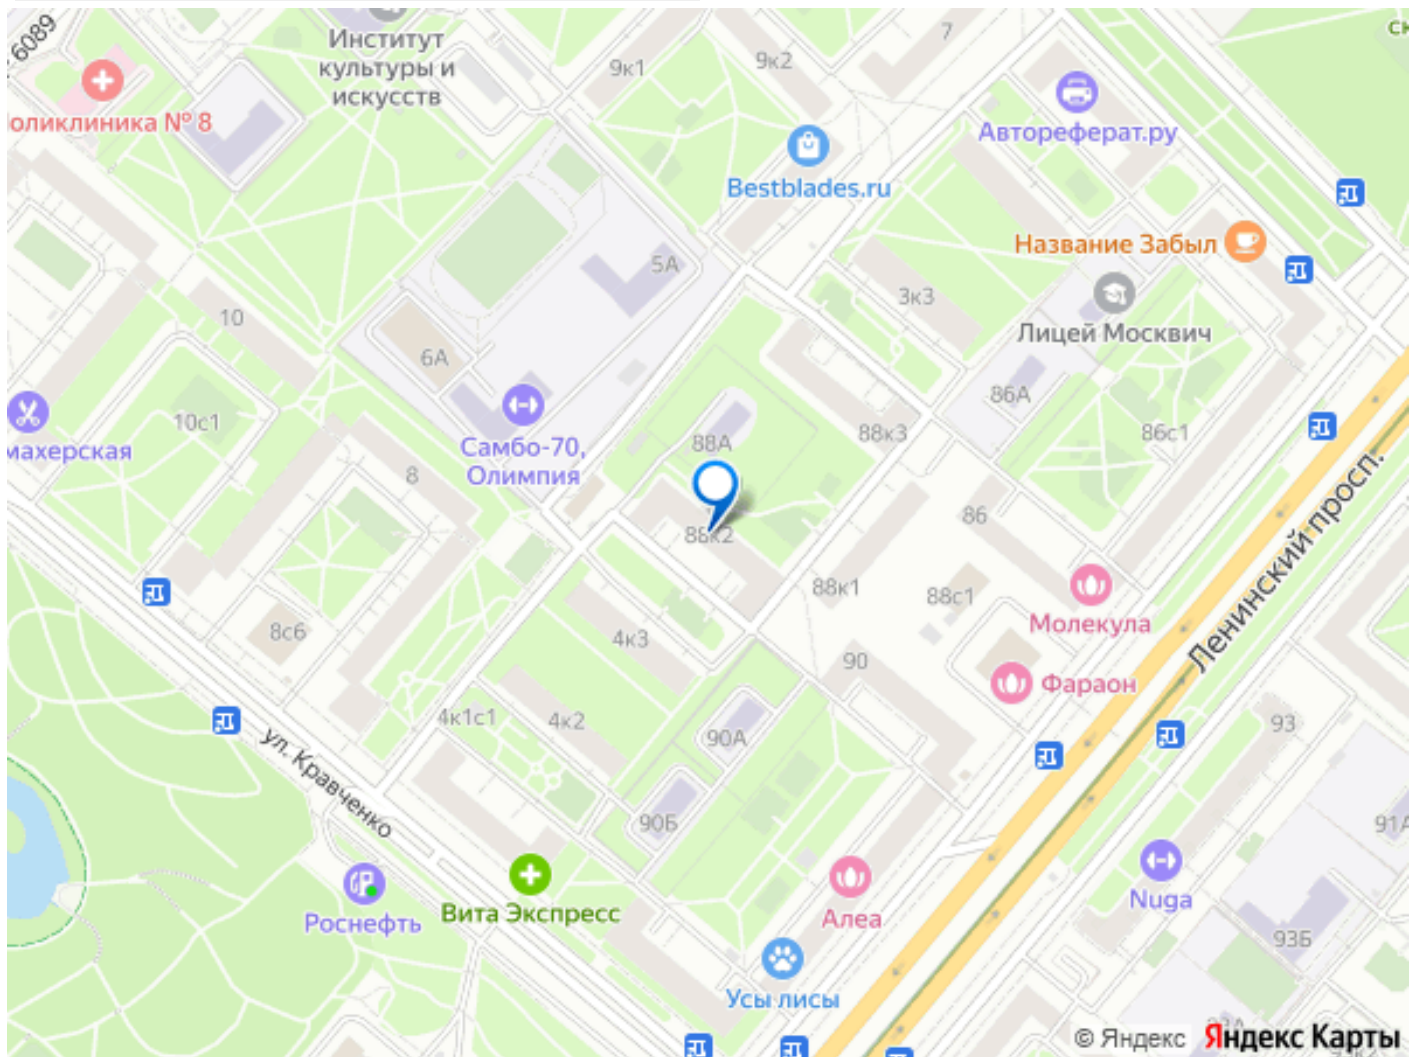 6089
Институт
культуры и
искусств
9к1
9к2
7
оликлиника № 8
Автореферат.ру
Bestblades.ru
5А
Название Забыл
3к3
Лицей Москвич
10
6А
86А
10с1
махерская
Самбо-70,
Олимпия
88А
88к3
86с1
8
86
88к2
Ленинский просп.
88к1
88с1
Молекула
8с6
4к3
90
Фараон
4к1с1
4к2
90А
93
ул. Кравченко
90Б
91А
Роснефть
Вита Экспресс
Алеа
Nuga
93Б
Усы лисы
© Яндекс
Яндекс Карты